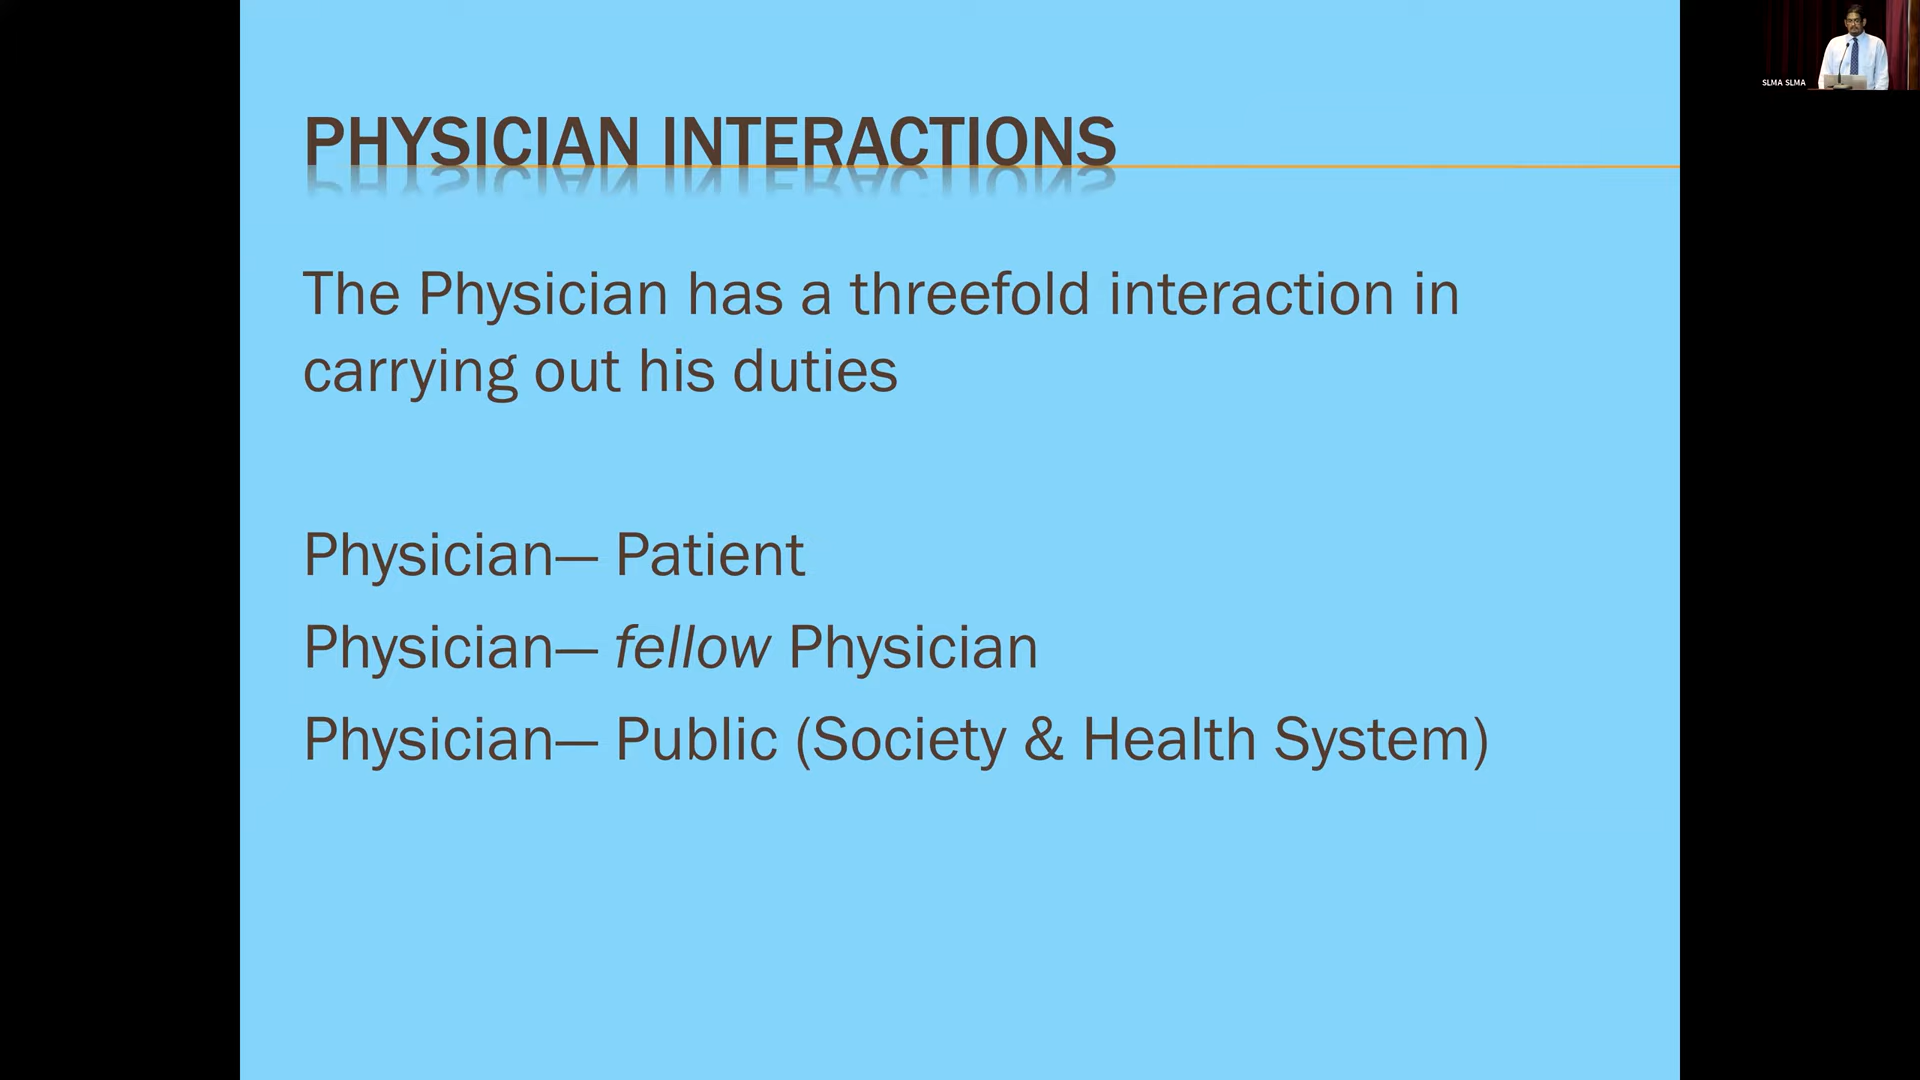 PHYSICIAN INTERACTIONS
The Physician has a threefold interaction in
carrying out his duties
Physician— Patient
Physician— fellow Physician
Physician— Public (Society & Health System)
SLMA SLMA